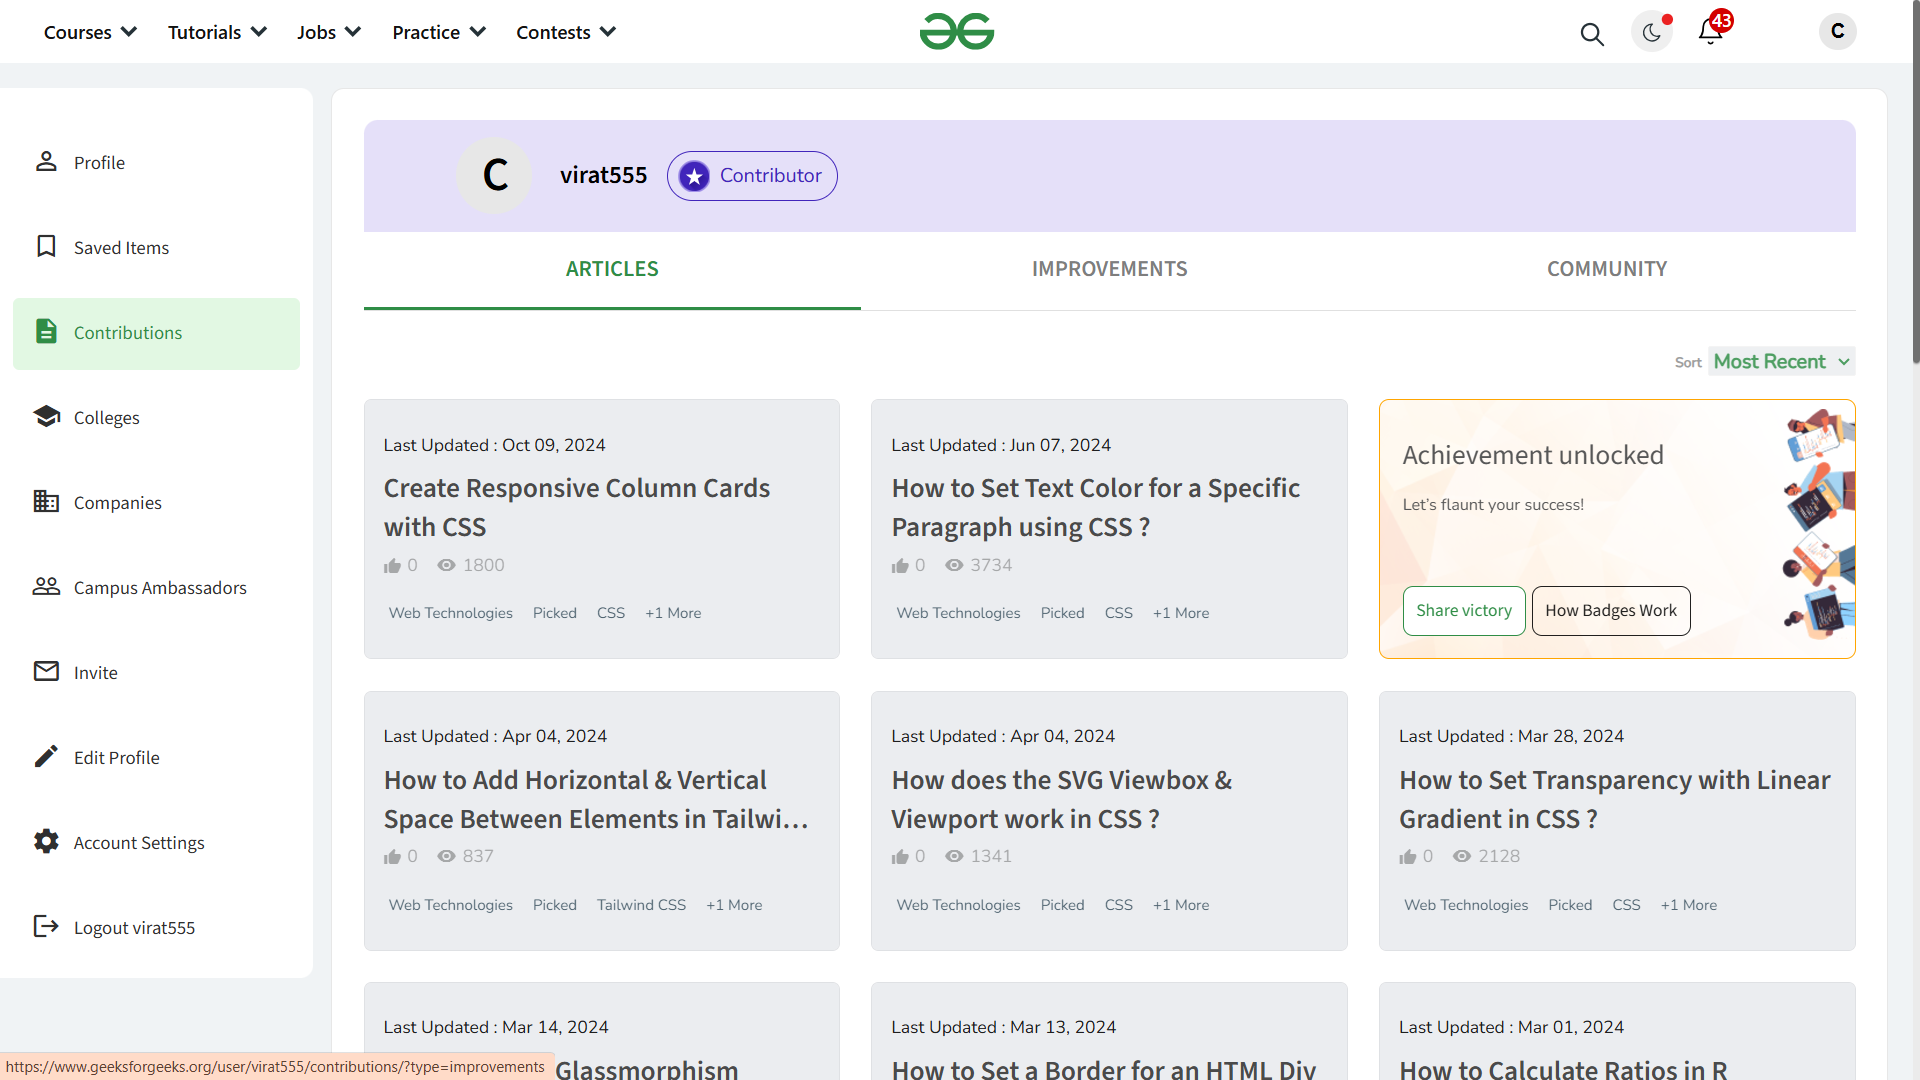 Courses Tutorials Jobs Practice Contests
43
C
Profile
Saved Items
Contributions
Colleges
Companies
Campus Ambassadors
Invite
Edit Profile
Account Settings
Logout virat555
C virat555 Contributor
ARTICLES IMPROVEMENTS COMMUNITY
Sort Most Recent
Last Updated : Oct 09, 2024
Create Responsive Column Cards
with CSS
0 1800
Web Technologies Picked CSS +1 More
Last Updated : Jun 07, 2024
How to Set Text Color for a Specific
Paragraph using CSS ?
0 3734
Web Technologies Picked CSS +1 More
Achievement unlocked
Let's flaunt your success!
Share victory How Badges Work
Last Updated : Apr 04, 2024
How to Add Horizontal & Vertical
Space Between Elements in Tailwi...
0 837
Web Technologies Picked Tailwind CSS +1 More
Last Updated : Apr 04, 2024
How does the SVG Viewbox &
Viewport work in CSS ?
0 1341
Web Technologies Picked CSS +1 More
Last Updated : Mar 28, 2024
How to Set Transparency with Linear
Gradient in CSS ?
0 2128
Web Technologies Picked CSS +1 More
Last Updated : Mar 14, 2024
Glassmorphism
Last Updated : Mar 13, 2024
How to Set a Border for an HTML Div
Last Updated : Mar 01, 2024
How to Calculate Ratios in R
https://www.geeksforgeeks.org/user/virat555/contributions/?type=improvements